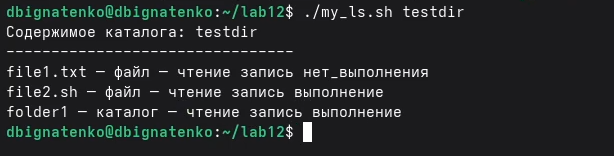 dbignatenko@dbignatenko:~/lab12$ ./my_ls.sh testdir
Содержимое каталога: testdir
--------------------------------
file1.txt — файл — чтение запись нет_выполнения
file2.sh — файл — чтение запись выполнение
folder1 — каталог — чтение запись выполнение
dbignatenko@dbignatenko:~/lab12$